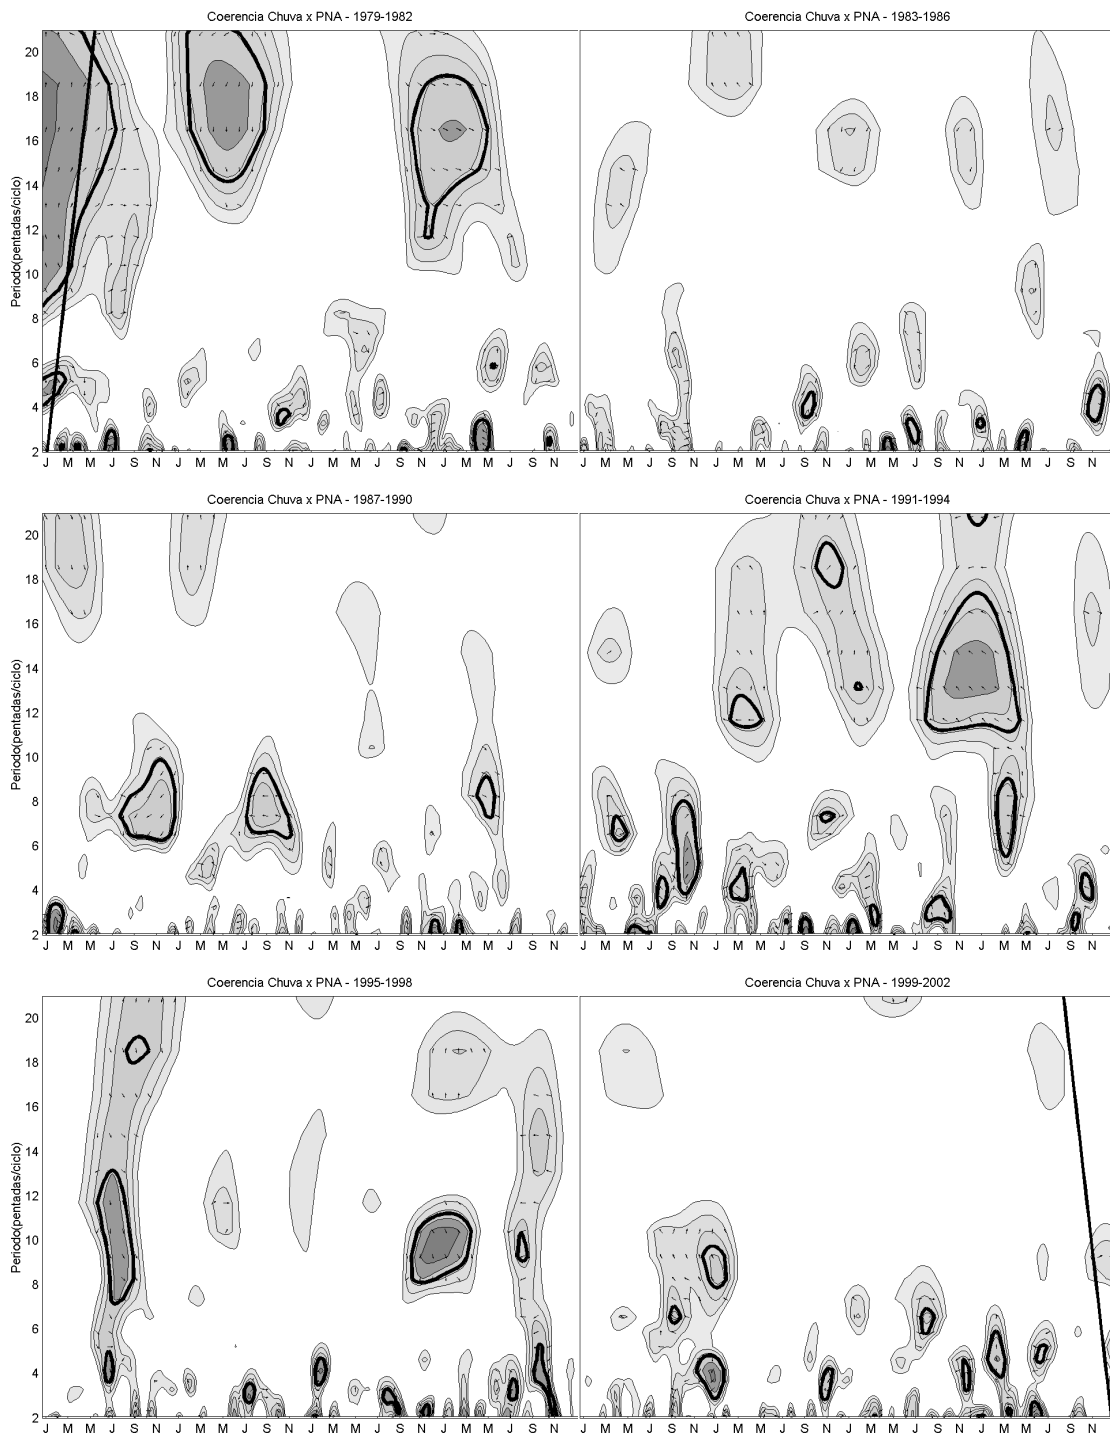 Coerencia Chuva x PNA - 1979-1982
Coerencia Chuva x PNA - 1983-1986
Periodo(pentadas/ciclo)
20
18
16
14
12
10
8
6
4
2
J M M J S N J M M J S N J M M J S N J M M J S N
J M M J S N J M M J S N J M M J S N J M M J S N
Coerencia Chuva x PNA - 1987-1990
Coerencia Chuva x PNA - 1991-1994
Periodo(pentadas/ciclo)
20
18
16
14
12
10
8
6
4
2
J M M J S N J M M J S N J M M J S N J M M J S N
J M M J S N J M M J S N J M M J S N J M M J S N
Coerencia Chuva x PNA - 1995-1998
Coerencia Chuva x PNA - 1999-2002
Periodo(pentadas/ciclo)
20
18
16
14
12
10
8
6
4
2
J M M J S N J M M J S N J M M J S N J M M J S N
J M M J S N J M M J S N J M M J S N J M M J S N